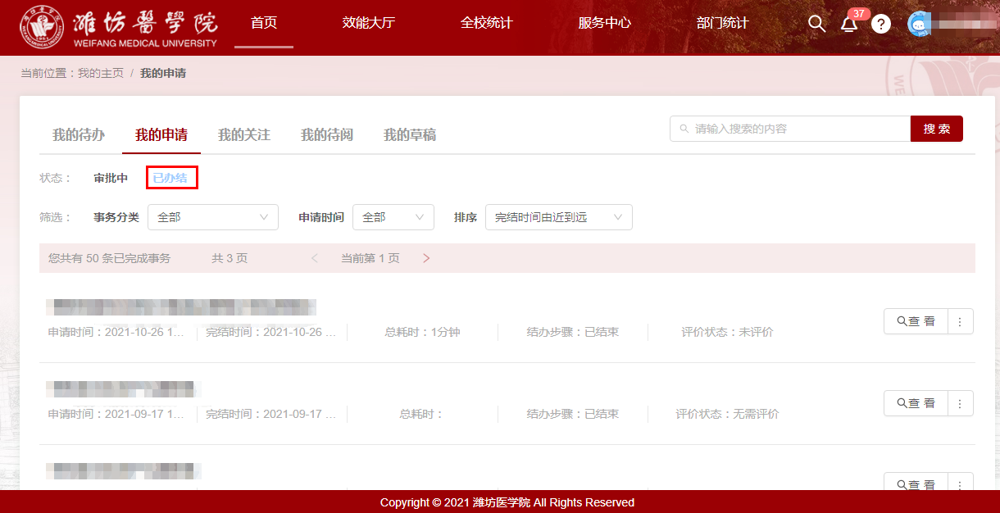 濰坊醫學院
WEIFANG MEDICAL UNIVERSITY
首页 效能大厅 全校统计 服务中心 部门统计 37
当前位置：我的主页 / 我的申请
我的待办 我的申请 我的关注 我的待阅 我的草稿 请输入搜索的内容 搜 索
状态： 审批中 已办结
筛选： 事务分类 全部 申请时间 全部 排序 完结时间由近到远
您共有 50 条已完成事务 共 3 页 < 当前第 1 页 >
申请时间：2021-10-26 1... 完结时间：2021-10-26 ... 总耗时：1分钟 结办步骤：已结束 评价状态：未评价 查 看
申请时间：2021-09-17 1... 完结时间：2021-09-17 ... 总耗时： 结办步骤：已结束 评价状态：无需评价 查 看
查 看
Copyright © 2021 潍坊医学院 All Rights Reserved